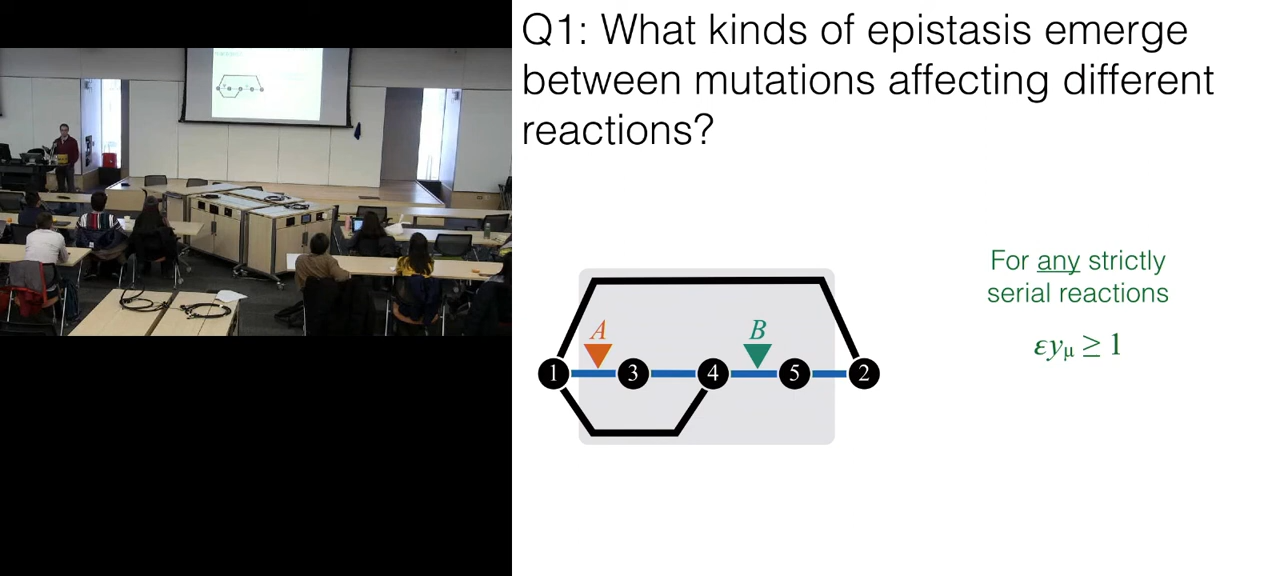 Q1: What kinds of epistasis emerge
between mutations affecting different
reactions?
For any strictly
serial reactions
εyμ ≥ 1
A
B
1
3
4
5
2